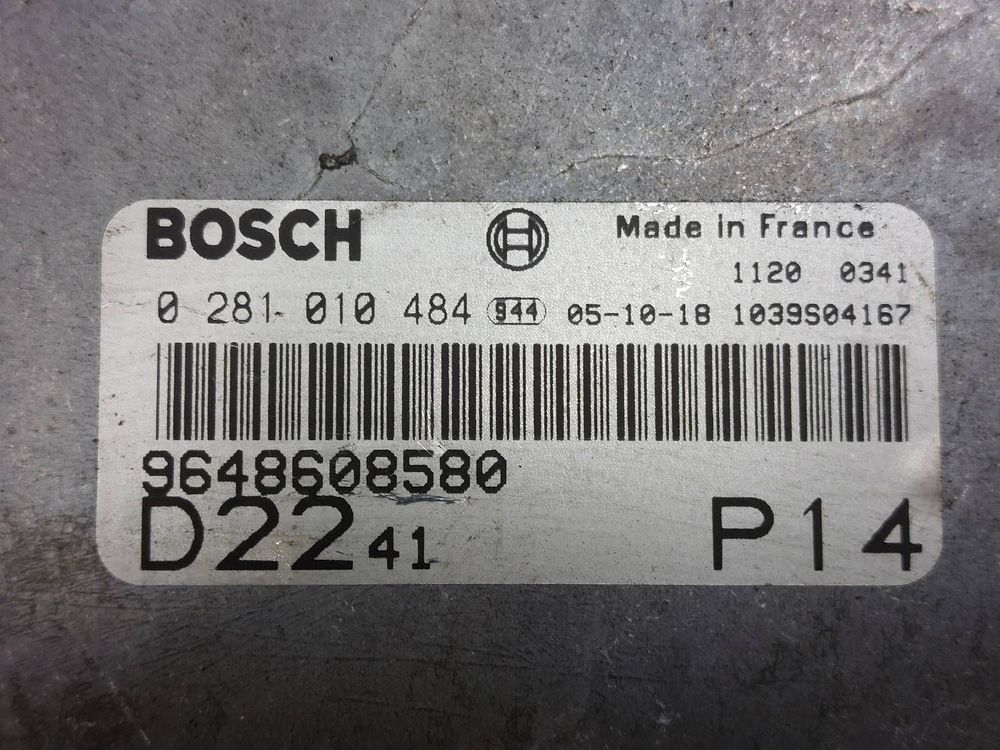 BOSCH Made in France
1120 0341
0 281 010 484 944 05-10-18 1039S04167
9648608580
D22 41 P14